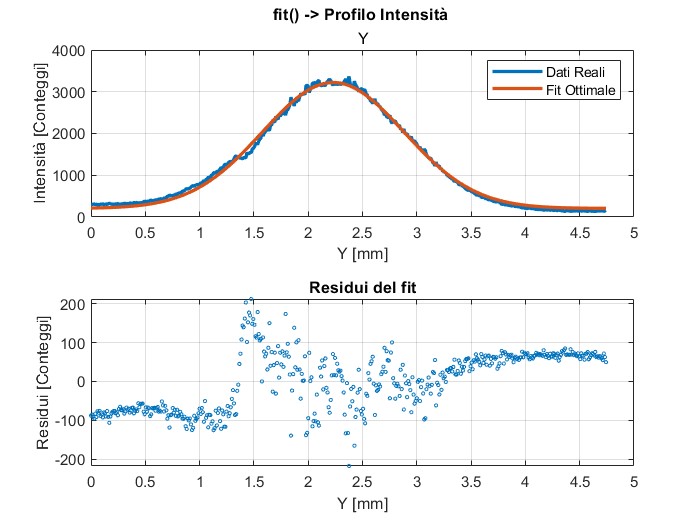 fit() -> Profilo Intensità
Y
4000
3000
2000
1000
0
Intensità [Conteggi]
Dati Reali
Fit Ottimale
0 0.5 1 1.5 2 2.5 3 3.5 4 4.5 5
Y [mm]
Residui del fit
200
100
0
-100
-200
Residui [Conteggi]
0 0.5 1 1.5 2 2.5 3 3.5 4 4.5 5
Y [mm]